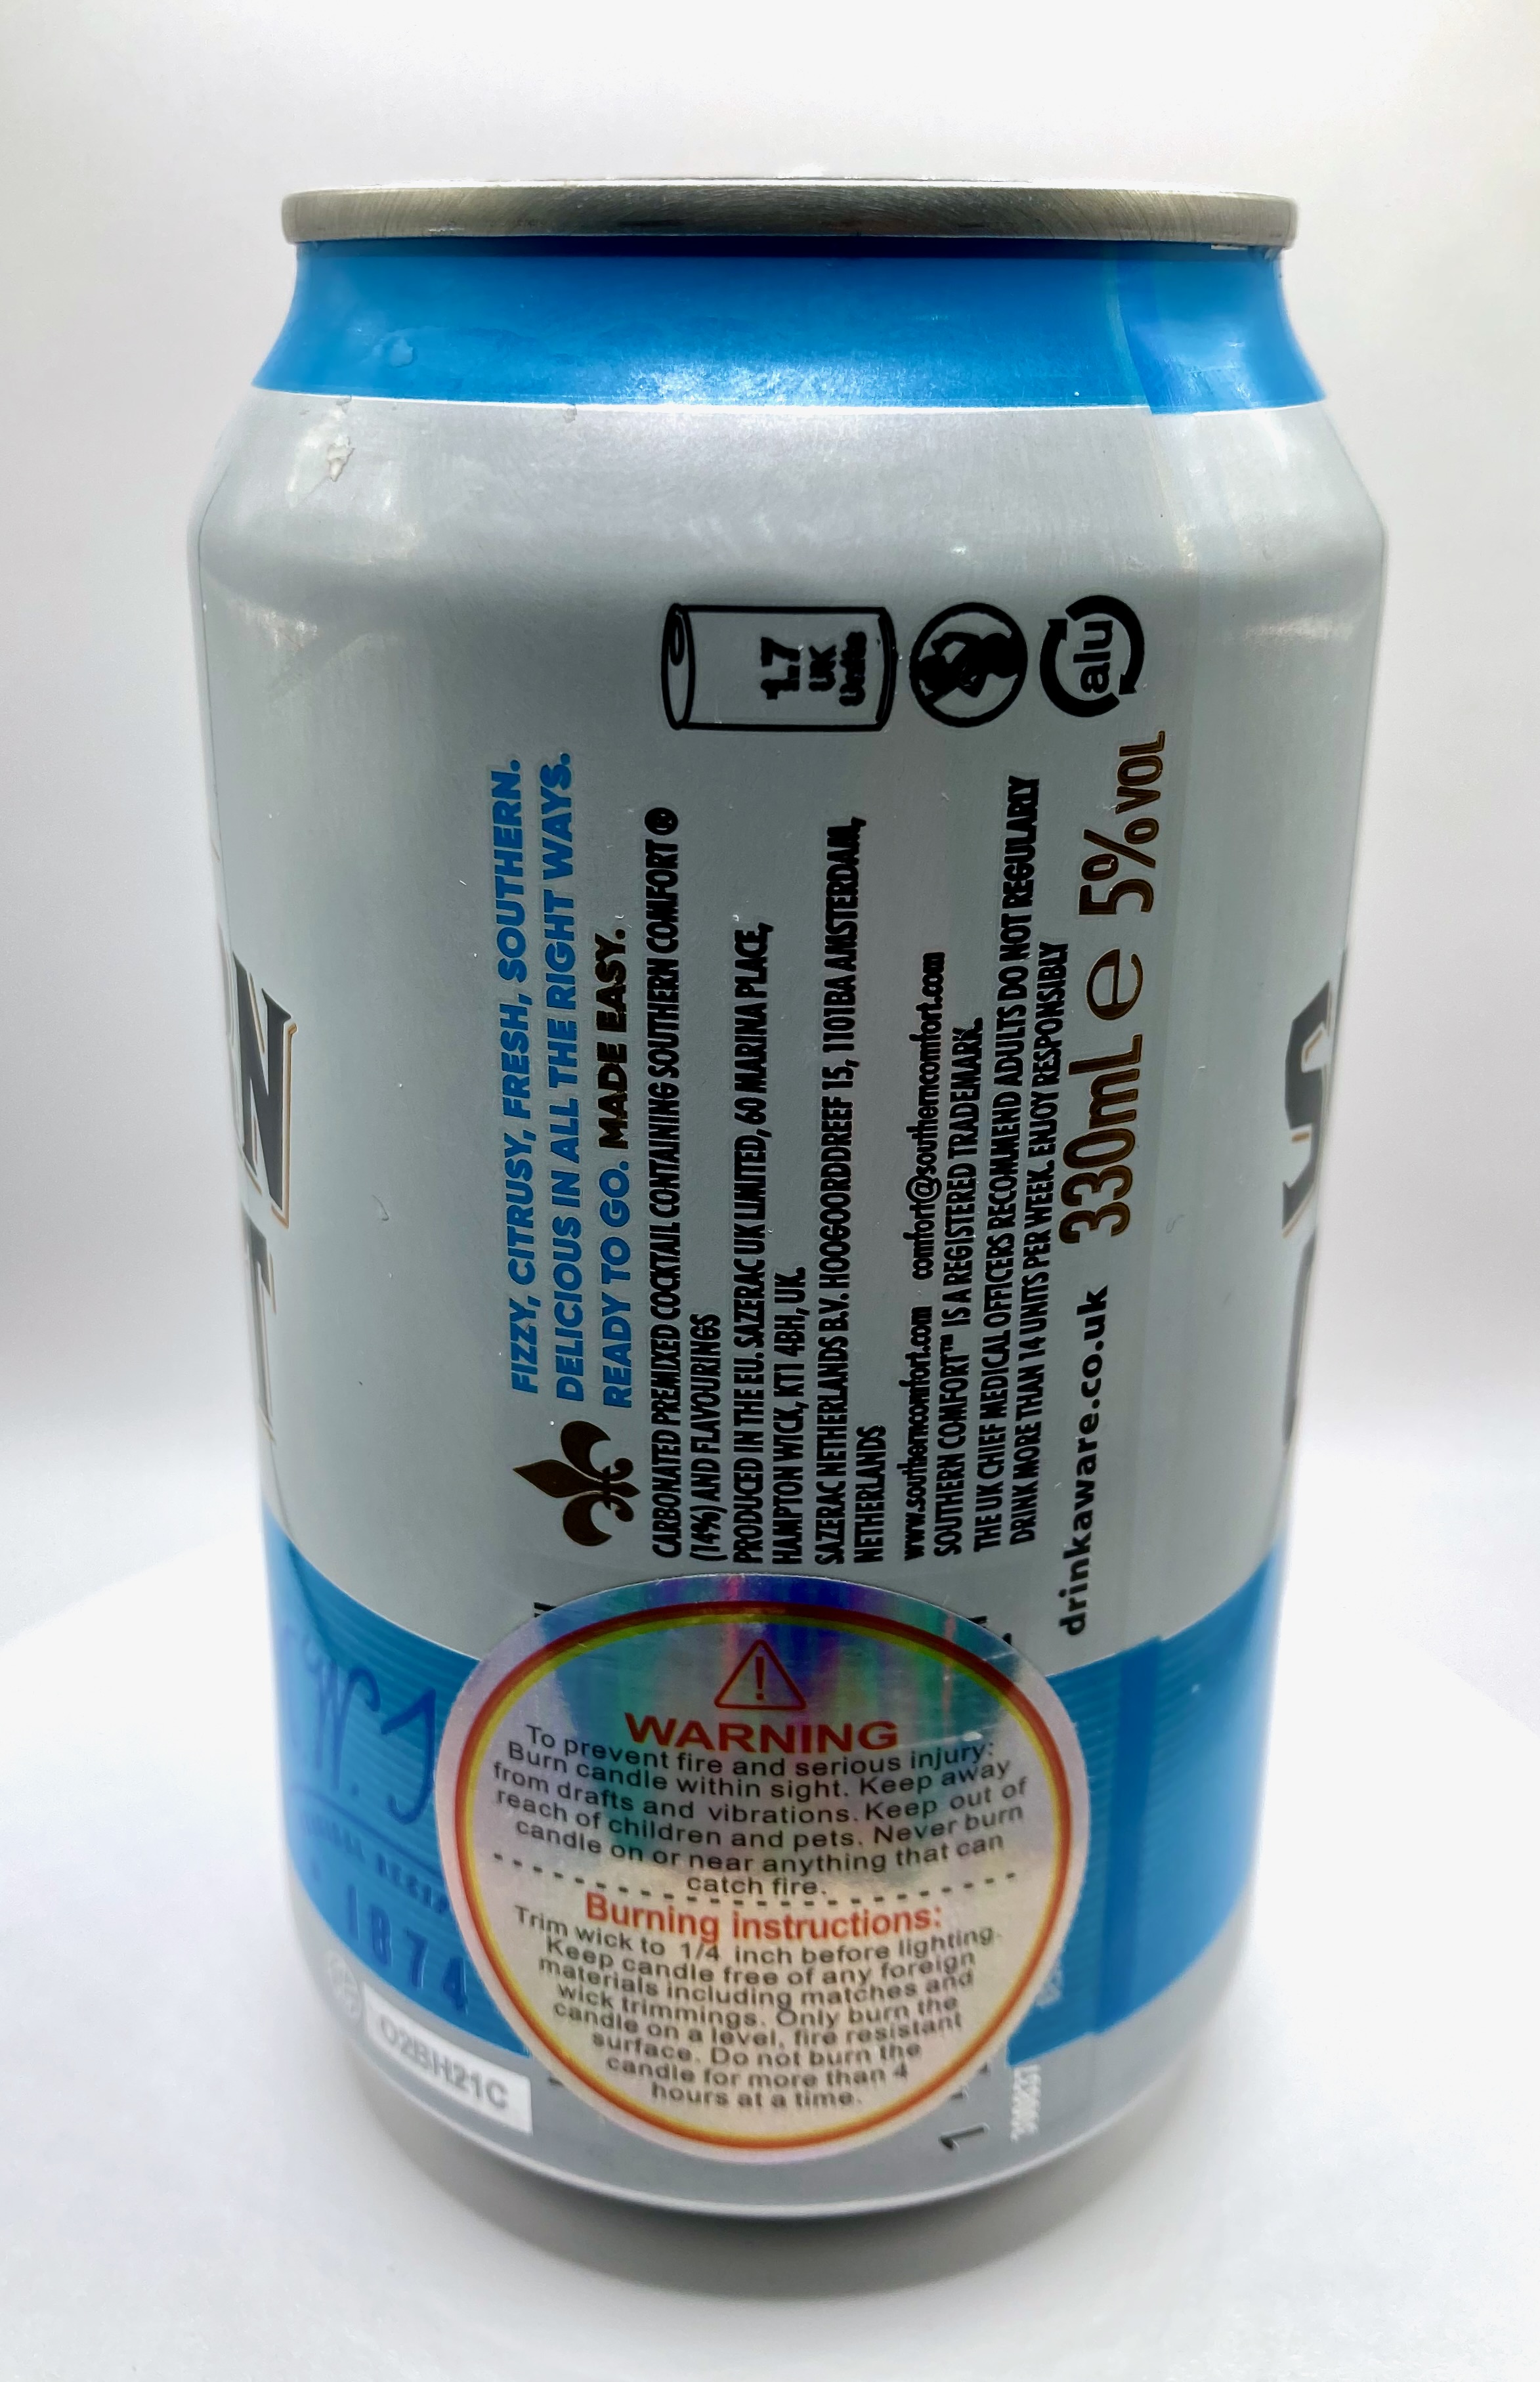 FIZZY, CITRUSY, FRESH, SOUTHERN.
DELICIOUS IN ALL THE RIGHT WAYS.
READY TO GO. MADE EASY.
CARBONATED PREMIXED COCKTAIL CONTAINING SOUTHERN COMFORT ®
(14%) AND FLAVOURINGS
PRODUCED IN THE EU. SAZERAC UK LIMITED, 60 MARINA PLACE,
HAMPTON WICK, KT1 4BH, UK.
SAZERAC NETHERLANDS B.V. HOOGOORDDREEF 15, 1101BA AMSTERDAM,
NETHERLANDS
www.southerncomfort.com comfort@southerncomfort.com
SOUTHERN COMFORT™ IS A REGISTERED TRADEMARK.
THE UK CHIEF MEDICAL OFFICERS RECOMMEND ADULTS DO NOT REGULARLY
DRINK MORE THAN 14 UNITS PER WEEK. ENJOY RESPONSIBLY
drinkaware.co.uk 330mL e 5%VOL
1.7
UK
Units
alu
N
T
S
W.
1874
02BH21C
WARNING
To prevent fire and serious injury:
Burn candle within sight. Keep away
from drafts and vibrations. Keep out of
reach of children and pets. Never burn
candle on or near anything that can
catch fire.
Burning instructions:
Trim wick to 1/4 inch before lighting.
Keep candle free of any foreign
materials including matches and
wick trimmings. Only burn the
candle on a level, fire resistant
surface. Do not burn the
candle for more than 4
hours at a time.
1